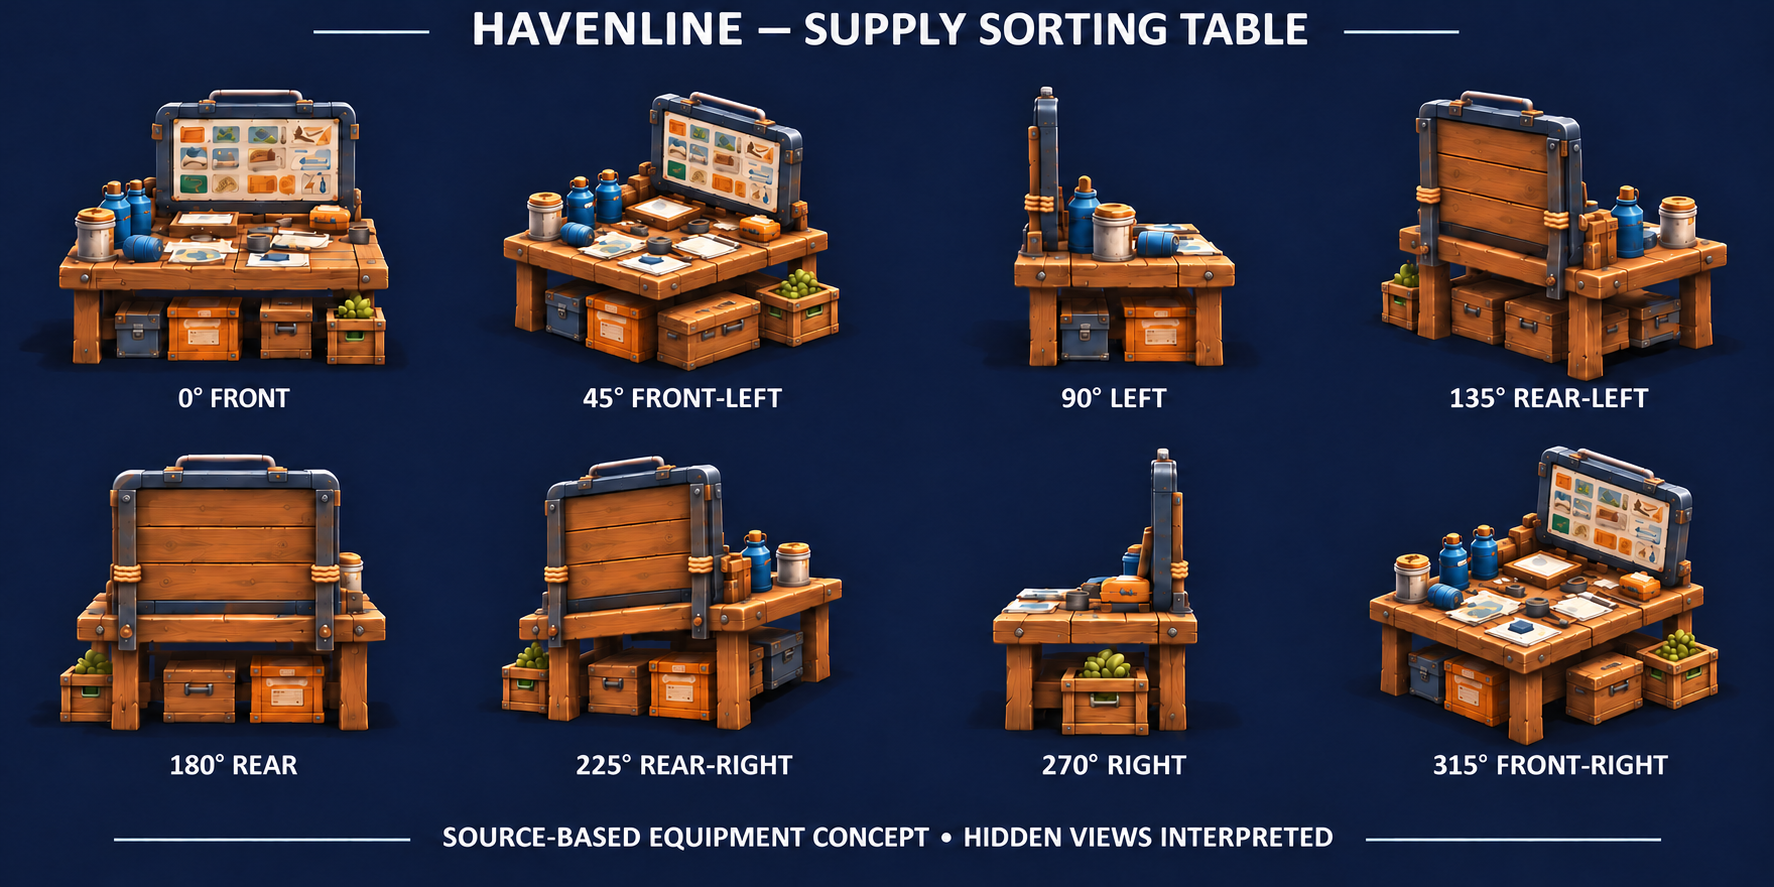 HAVENLINE – SUPPLY SORTING TABLE
0° FRONT
45° FRONT-LEFT
90° LEFT
135° REAR-LEFT
180° REAR
225° REAR-RIGHT
270° RIGHT
315° FRONT-RIGHT
SOURCE-BASED EQUIPMENT CONCEPT • HIDDEN VIEWS INTERPRETED